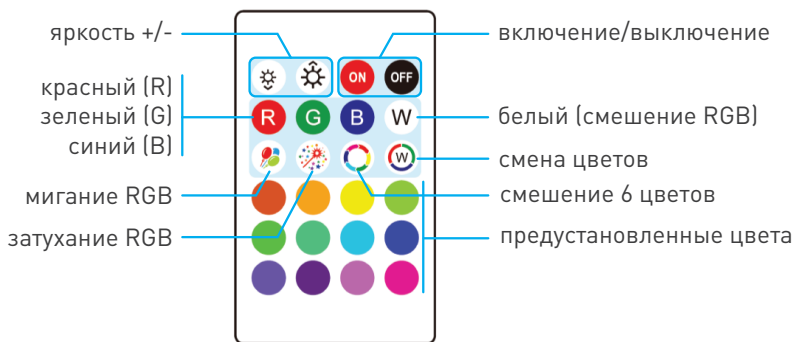 яркость +/-
включение/выключение
ON
OFF
красный (R)
зеленый (G)
синий (B)
R
G
B
W
белый (смешение RGB)
W
смена цветов
мигание RGB
смешение 6 цветов
затухание RGB
предустановленные цвета